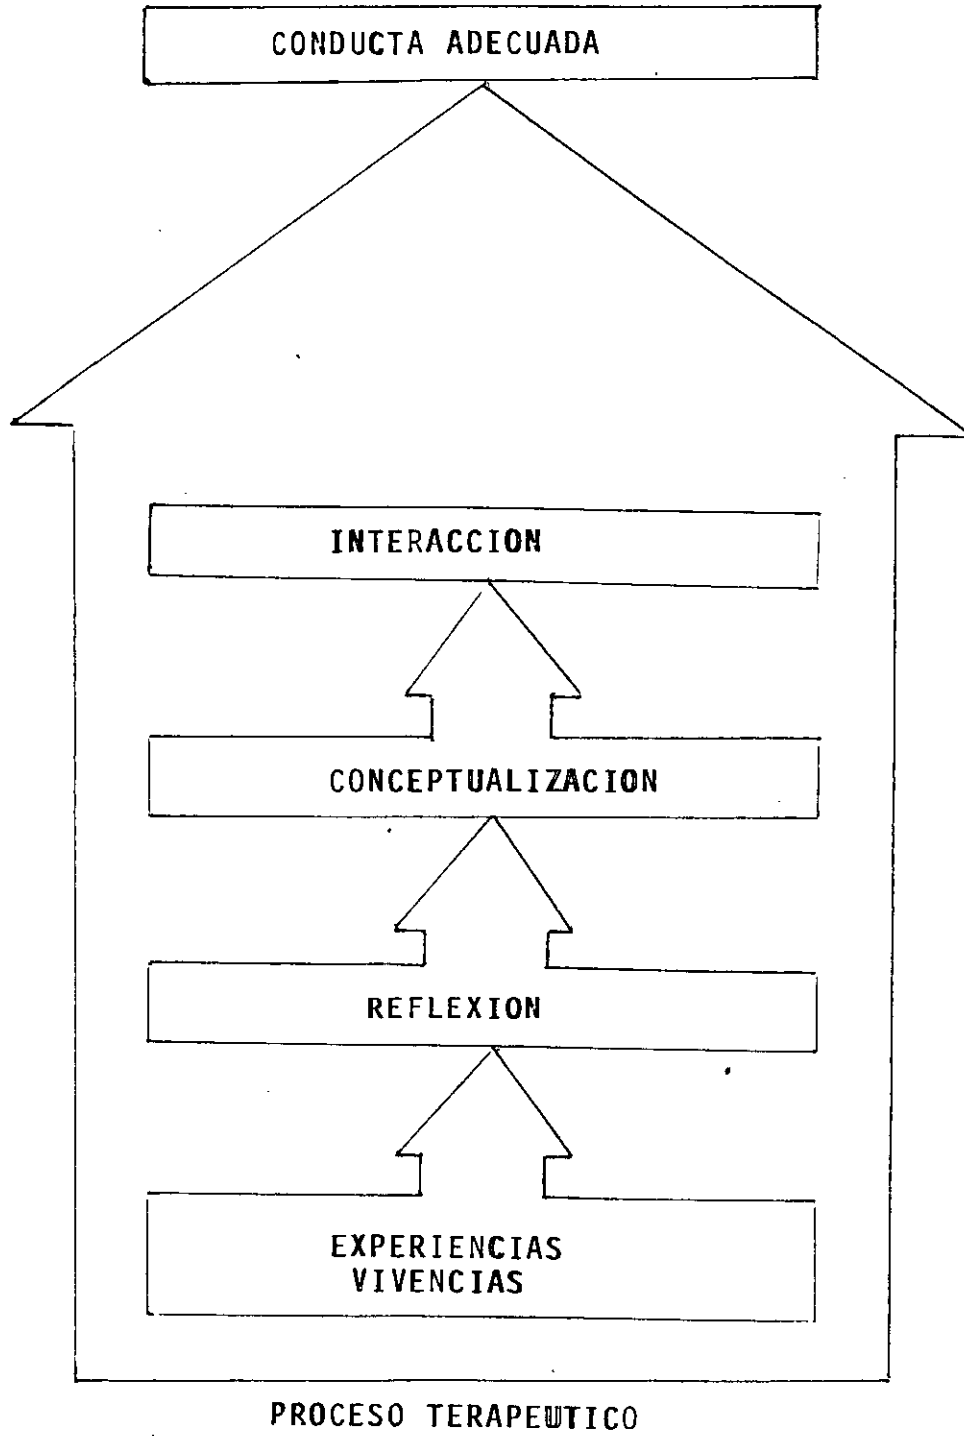 CONDUCTA ADECUADA
INTERACCION
CONCEPTUALIZACION
REFLEXION
EXPERIENCIAS
VIVENCIAS
PROCESO TERAPEUTICO